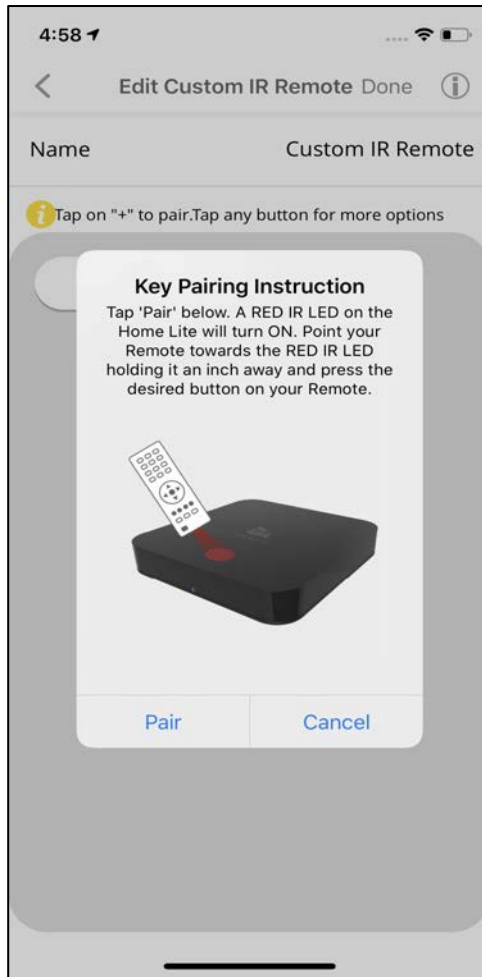 4:58
Edit Custom IR Remote Done
Name Custom IR Remote
Tap on "+" to pair.Tap any button for more options
Key Pairing Instruction
Tap 'Pair' below. A RED IR LED on the
Home Lite will turn ON. Point your
Remote towards the RED IR LED
holding it an inch away and press the
desired button on your Remote.
Pair Cancel